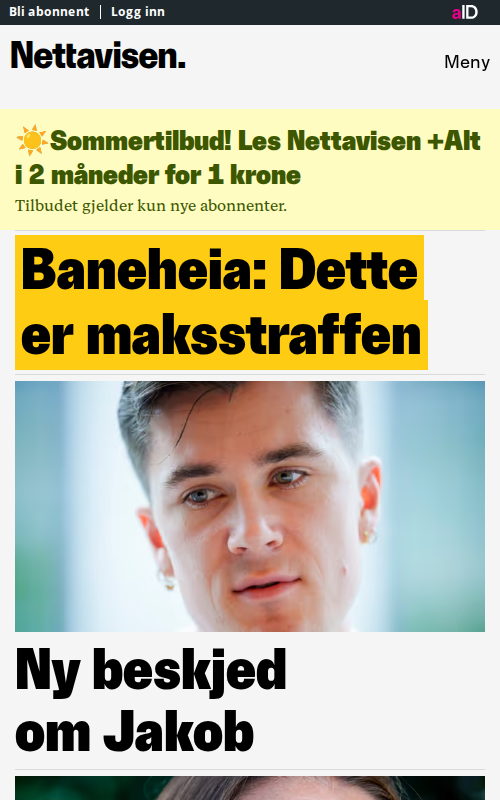 Bli abonnent
Logg inn
aID
Nettavisen.
Meny
☀️Sommertilbud! Les Nettavisen +Alt
i 2 måneder for 1 krone
Tilbudet gjelder kun nye abonnenter.
Baneheia: Dette
er maksstraffen
Ny beskjed
om Jakob